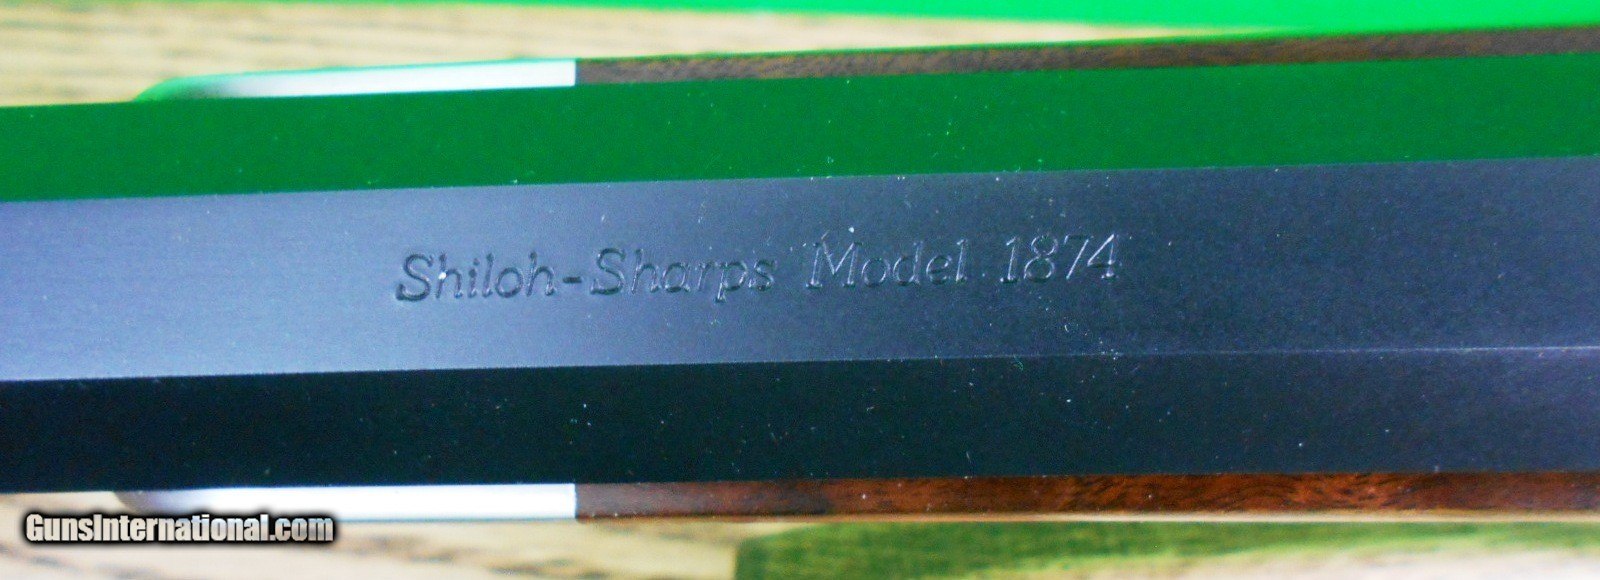 Shiloh-Sharps Model 1874
GunsInternational.com